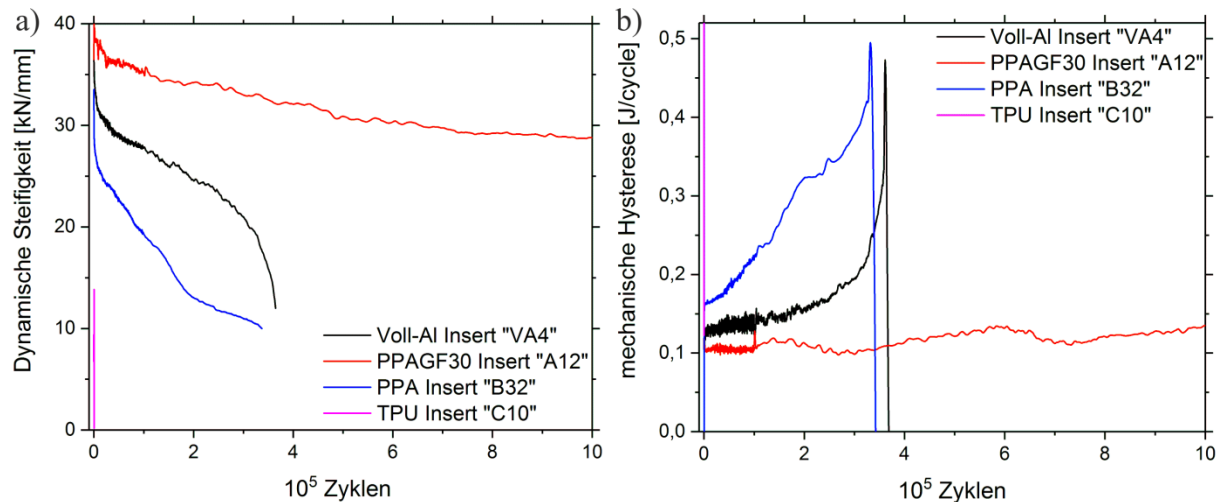 a)
Dynamische Steifigkeit [kN/mm]
40
30
20
10
0
Voll-Al Insert "VA4"
PPAGF30 Insert "A12"
PPA Insert "B32"
TPU Insert "C10"
0 2 4 6 8 10
10⁵ Zyklen
b)
mechanische Hysterese [J/cycle]
0,5
0,4
0,3
0,2
0,1
0,0
Voll-Al Insert "VA4"
PPAGF30 Insert "A12"
PPA Insert "B32"
TPU Insert "C10"
0 2 4 6 8 10
10⁵ Zyklen